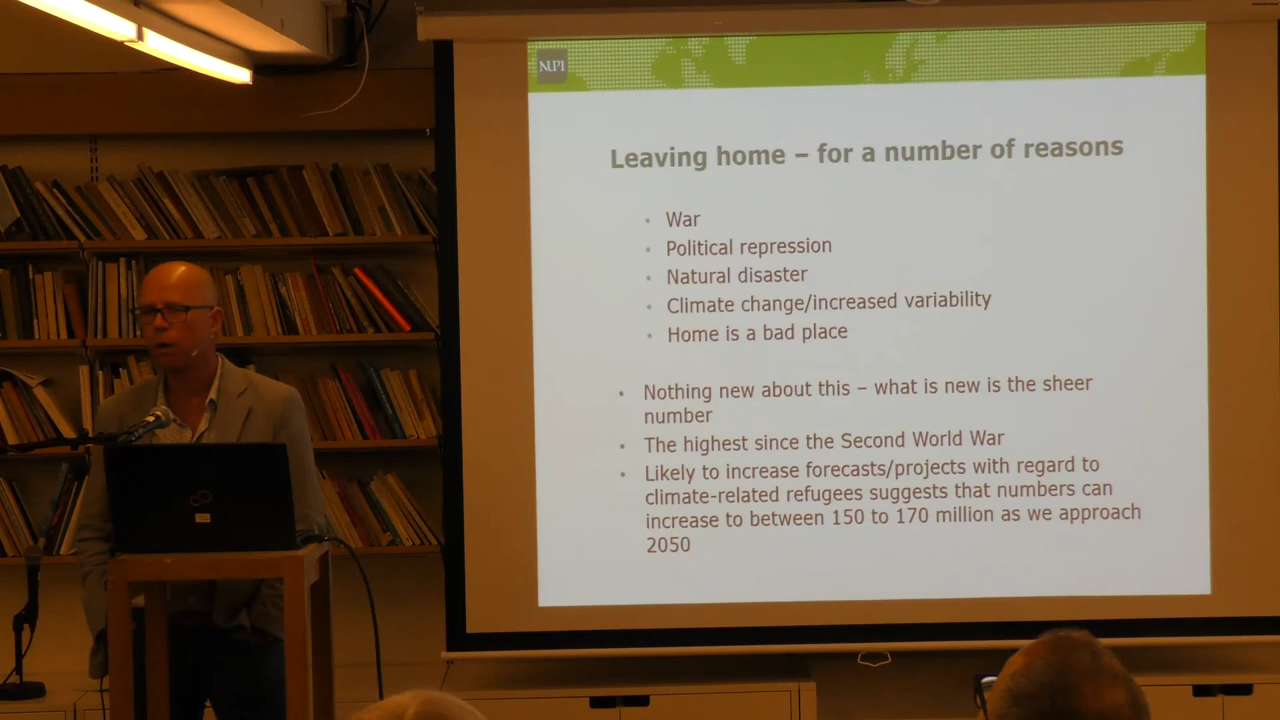 NUPI
Leaving home – for a number of reasons
• War
• Political repression
• Natural disaster
• Climate change/increased variability
• Home is a bad place
• Nothing new about this – what is new is the sheer
number
• The highest since the Second World War
• Likely to increase forecasts/projects with regard to
climate-related refugees suggests that numbers can
increase to between 150 to 170 million as we approach
2050